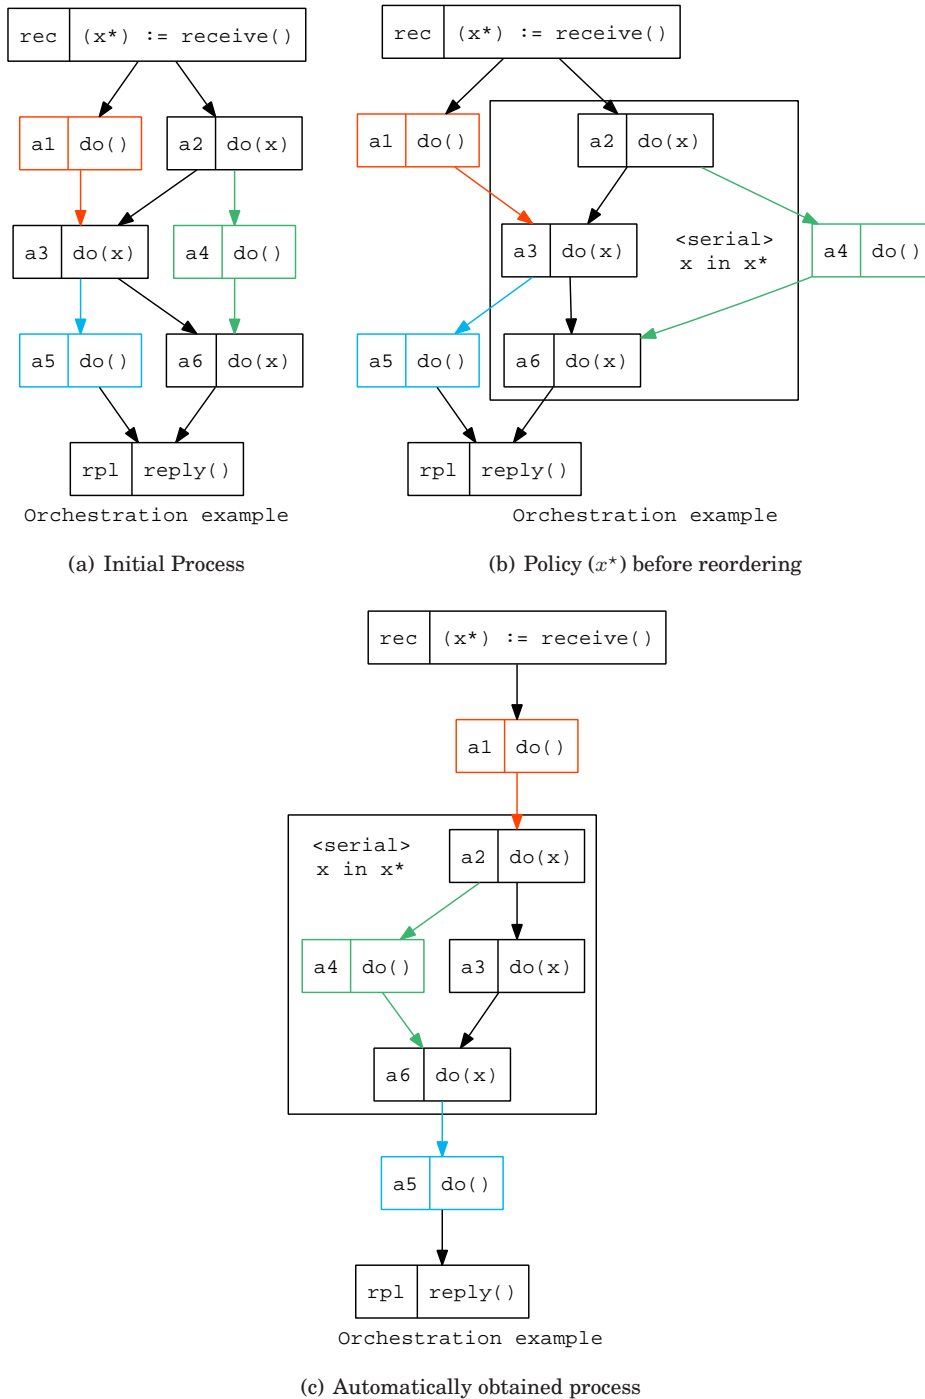 rec (x*) := receive()
a1 do() a2 do(x)
a3 do(x) a4 do()
a5 do() a6 do(x)
rpl reply()
Orchestration example
(a) Initial Process
rec (x*) := receive()
a1 do() a2 do(x)
a3 do(x) <serial> a4 do()
x in x*
a5 do() a6 do(x)
rpl reply()
Orchestration example
(b) Policy (x⋆) before reordering
rec (x*) := receive()
a1 do()
<serial> a2 do(x)
x in x*
a4 do() a3 do(x)
a6 do(x)
a5 do()
rpl reply()
Orchestration example
(c) Automatically obtained process